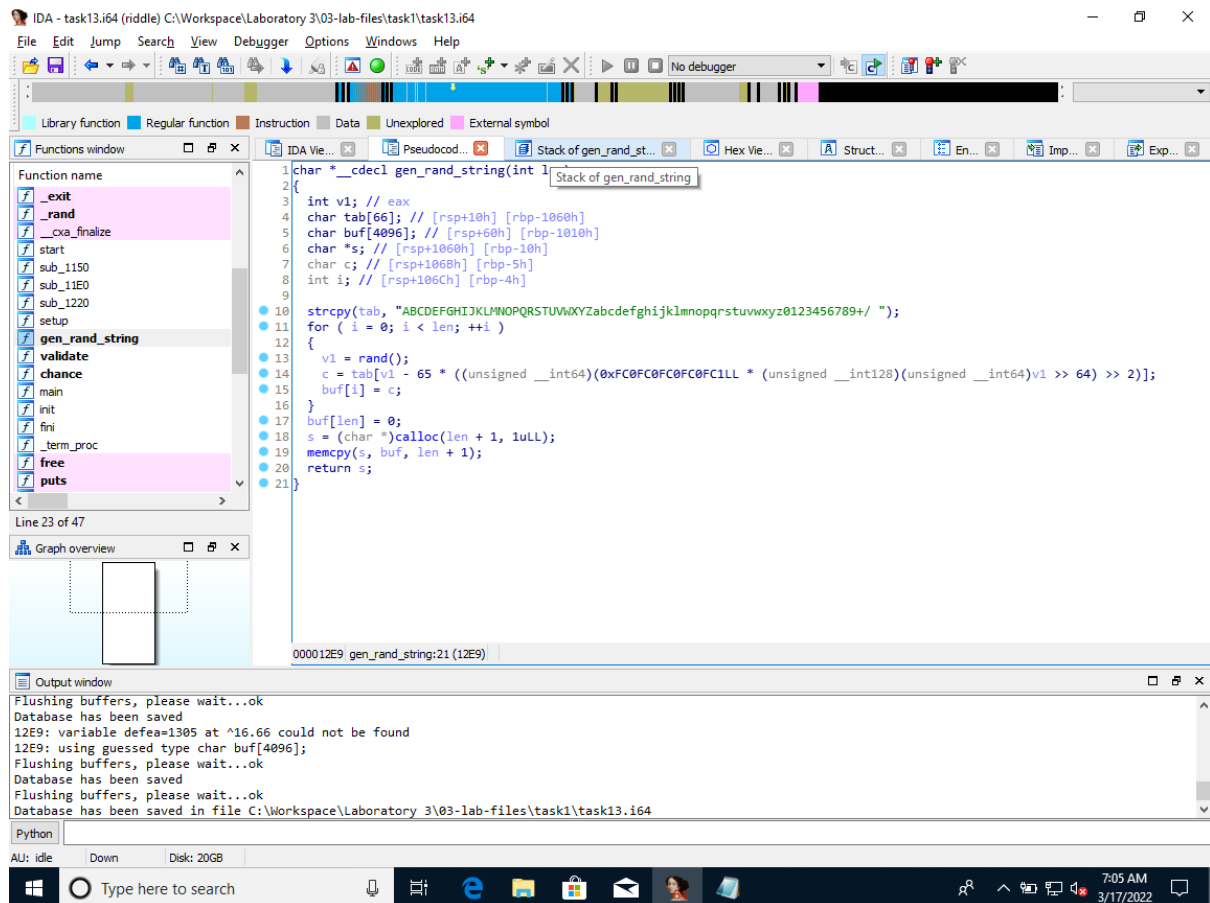 IDA - task13.i64 (riddle) C:\Workspace\Laboratory 3\03-lab-files\task1\task13.i64
File Edit Jump Search View Debugger Options Windows Help
No debugger
Library function Regular function Instruction Data Unexplored External symbol
Functions window
IDA Vie... Pseudocod... Stack of gen_rand_st... Hex Vie... Struct... En... Imp... Exp...
Function name
_exit
_rand
__cxa_finalize
start
sub_1150
sub_11E0
sub_1220
setup
gen_rand_string
validate
chance
main
init
fini
_term_proc
free
puts
Line 23 of 47
Graph overview
1 char *__cdecl gen_rand_string(int l
Stack of gen_rand_string
2 {
3 int v1; // eax
4 char tab[66]; // [rsp+10h] [rbp-1060h]
5 char buf[4096]; // [rsp+60h] [rbp-1010h]
6 char *s; // [rsp+1060h] [rbp-10h]
7 char c; // [rsp+106Bh] [rbp-5h]
8 int i; // [rsp+106Ch] [rbp-4h]
9
10 strcpy(tab, "ABCDEFGHIJKLMNOPQRSTUVWXYZabcdefghijklmnopqrstuvwxyz0123456789+/ ");
11 for ( i = 0; i < len; ++i )
12 {
13 v1 = rand();
14 c = tab[v1 - 65 * ((unsigned __int64)(0xFC0FC0FC0FC0FC1LL * (unsigned __int128)(unsigned __int64)v1 >> 64) >> 2)];
15 buf[i] = c;
16 }
17 buf[len] = 0;
18 s = (char *)calloc(len + 1, 1uLL);
19 memcpy(s, buf, len + 1);
20 return s;
21 }
000012E9 gen_rand_string:21 (12E9)
Output window
Flushing buffers, please wait...ok
Database has been saved
12E9: variable defea=1305 at ^16.66 could not be found
12E9: using guessed type char buf[4096];
Flushing buffers, please wait...ok
Database has been saved
Flushing buffers, please wait...ok
Database has been saved in file C:\Workspace\Laboratory 3\03-lab-files\task1\task13.i64
Python
AU: idle Down Disk: 20GB
Type here to search
7:05 AM
3/17/2022